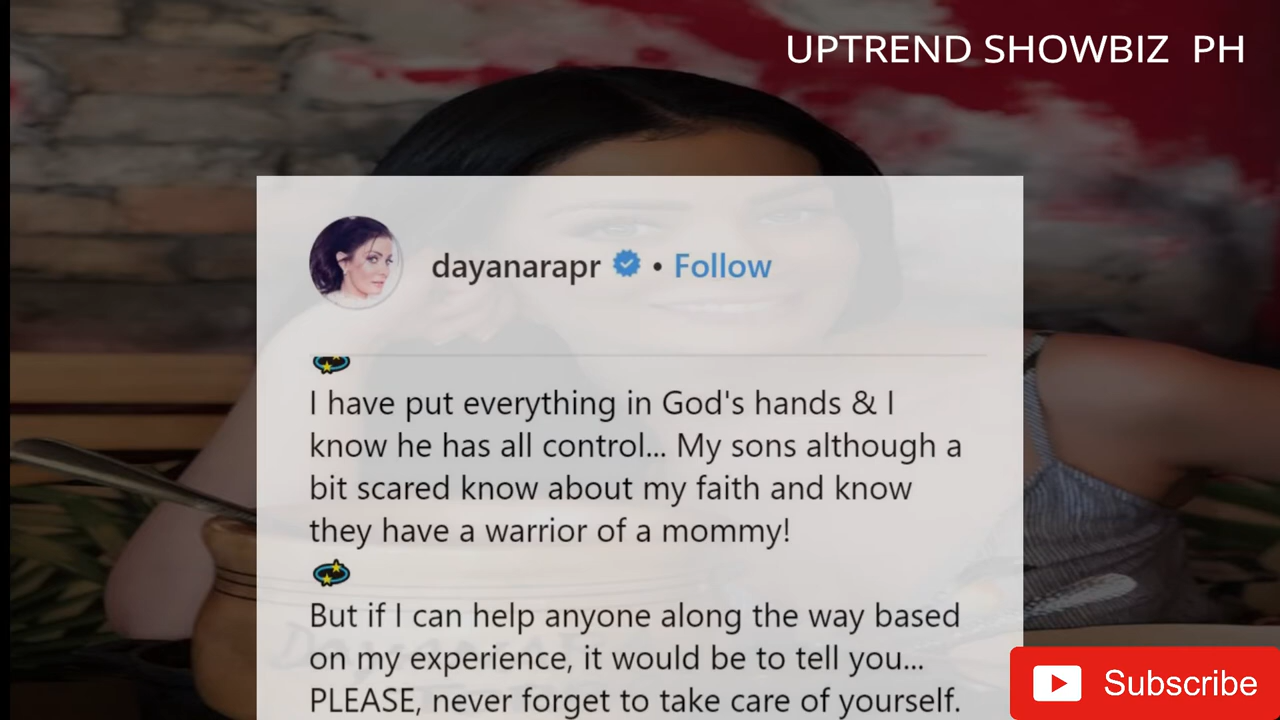 UPTREND SHOWBIZ PH
dayanarapr • Follow
I have put everything in God's hands & I
know he has all control... My sons although a
bit scared know about my faith and know
they have a warrior of a mommy!
But if I can help anyone along the way based
on my experience, it would be to tell you...
PLEASE, never forget to take care of yourself.
Subscribe